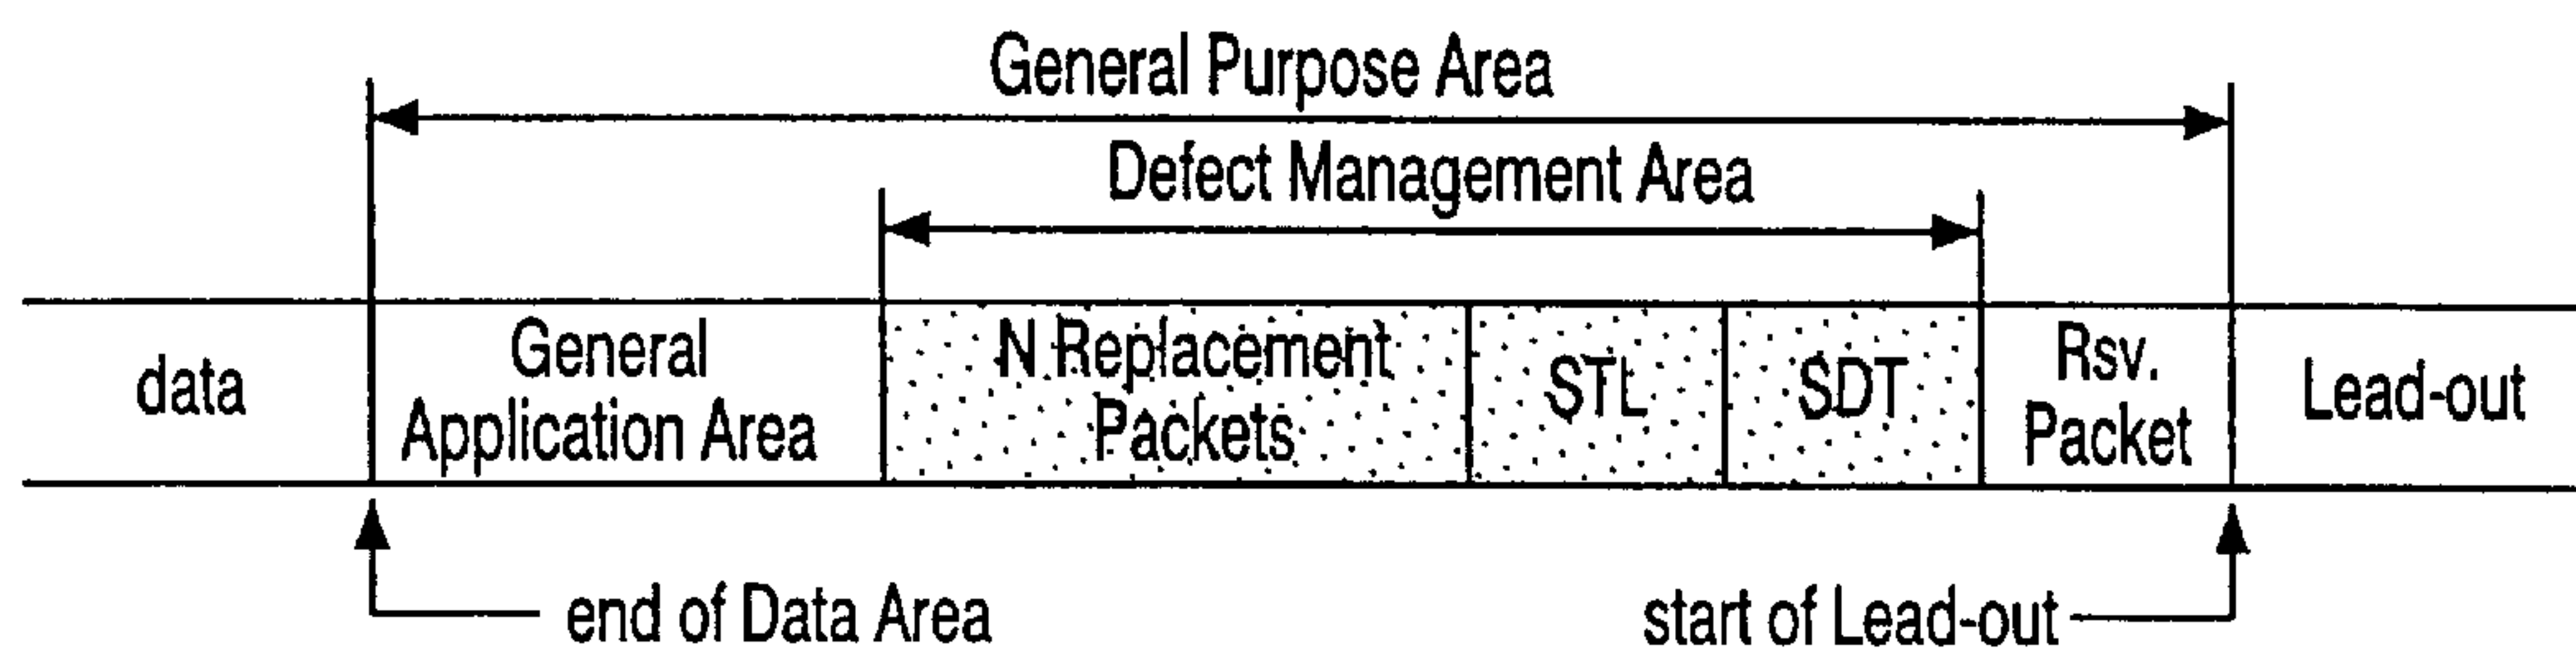 General Purpose Area
Defect Management Area
data
General
Application Area
N Replacement
Packets
STL
SDT
Rsv.
Packet
Lead-out
end of Data Area
start of Lead-out